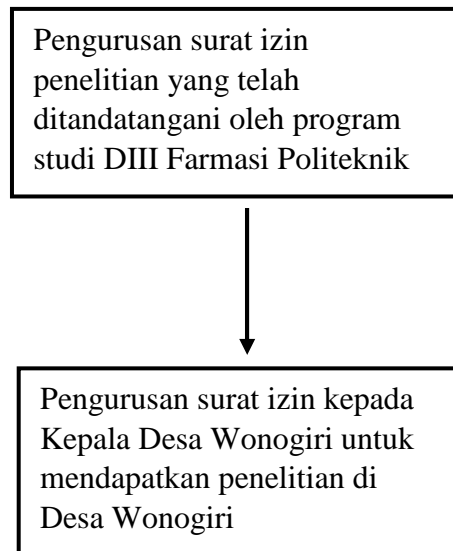 Pengurusan surat izin
penelitian yang telah
ditandatangani oleh program
studi DIII Farmasi Politeknik
Pengurusan surat izin kepada
Kepala Desa Wonogiri untuk
mendapatkan penelitian di
Desa Wonogiri